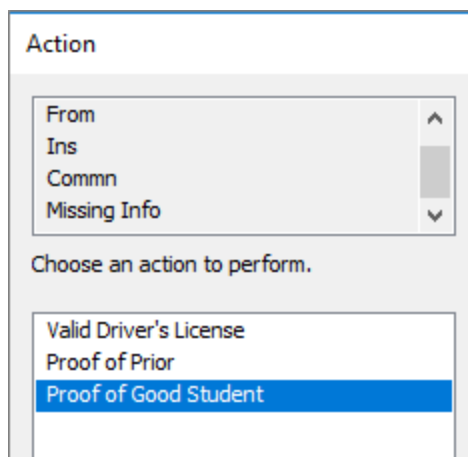 Action
From
Ins
Commn
Missing Info
Choose an action to perform.
Valid Driver's License
Proof of Prior
Proof of Good Student